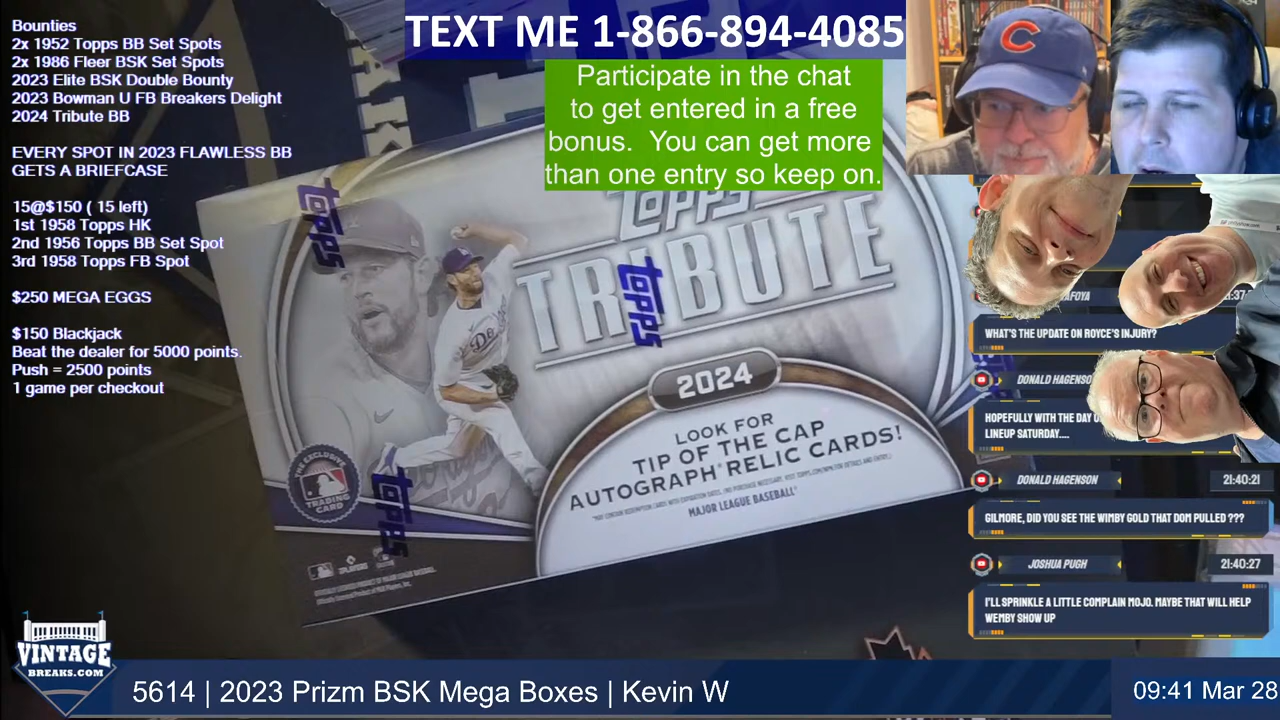 Bounties
2x 1952 Topps BB Set Spots
2x 1986 Fleer BSK Set Spots
2023 Elite BSK Double Bounty
2023 Bowman U FB Breakers Delight
2024 Tribute BB
EVERY SPOT IN 2023 FLAWLESS BB
GETS A BRIEFCASE
15@$150 ( 15 left)
1st 1958 Topps HK
2nd 1956 Topps BB Set Spot
3rd 1958 Topps FB Spot
$250 MEGA EGGS
$150 Blackjack
Beat the dealer for 5000 points.
Push = 2500 points
1 game per checkout
TEXT ME 1-866-894-4085
Participate in the chat
to get entered in a free
bonus.  You can get more
than one entry so keep on.
topps
topps
TRIBUTE
topps
2024
LOOK FOR
TIP OF THE CAP
AUTOGRAPH RELIC CARDS!
MAJOR LEAGUE BASEBALL
THE EXCLUSIVE
TRADING
CARD
topps
WHAT'S THE UPDATE ON ROYCE'S INJURY?
DONALD HAGENSO
HOPEFULLY WITH THE DAY
LINEUP SATURDAY....
DONALD HAGENSON
21:40:21
GILMORE, DID YOU SEE THE WIMBY GOLD THAT DOM PULLED ???
JOSHUA PUGH
21:40:27
I'LL SPRINKLE A LITTLE COMPLAIN MOJO. MAYBE THAT WILL HELP
WEMBY SHOW UP
VINTAGE
BREAKS.COM
5614 | 2023 Prizm BSK Mega Boxes | Kevin W
09:41 Mar 28